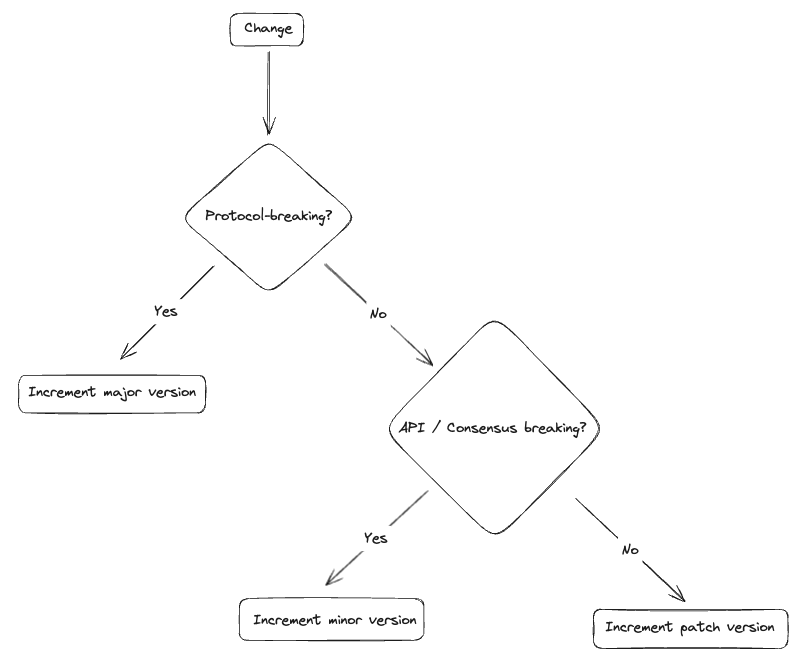 Change
Protocol-breaking?
Yes
No
Increment major version
API / Consensus breaking?
Yes
No
Increment minor version
Increment patch version